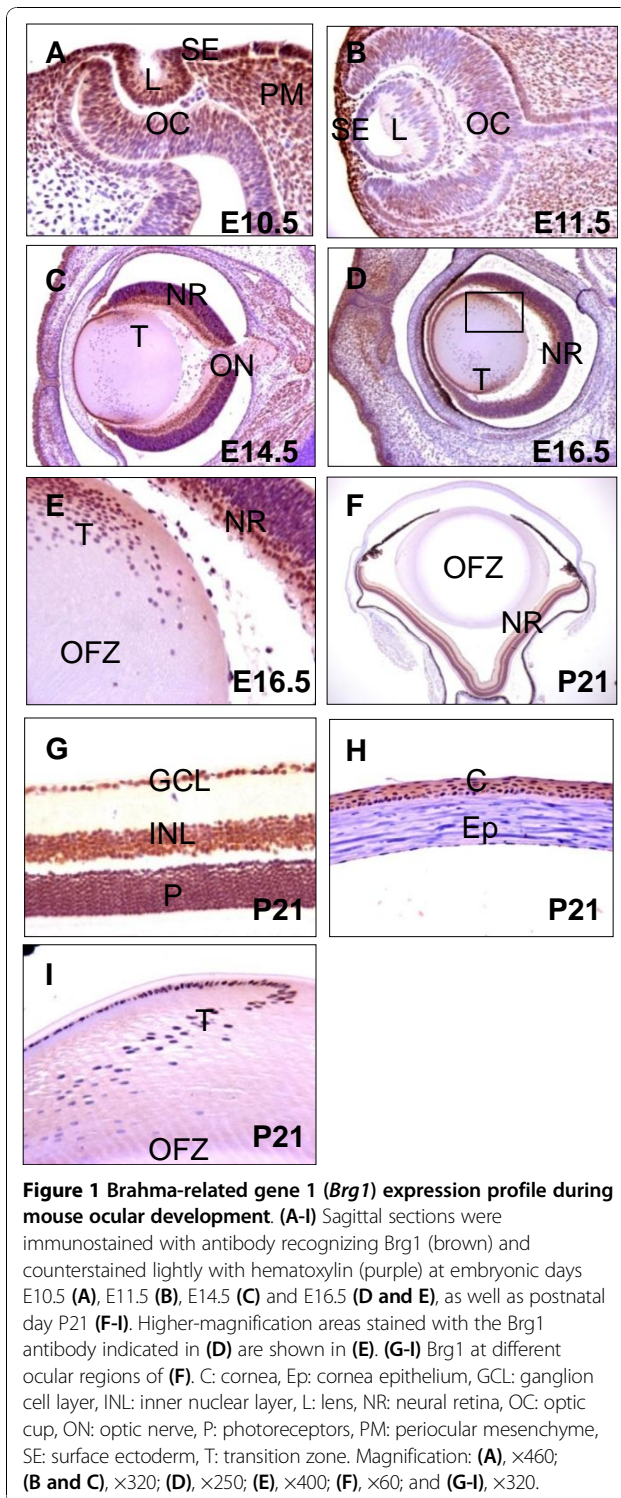 A
SE
L
PM
OC
E10.5
B
SE
L
OC
E11.5
C
NR
T
ON
E14.5
D
NR
T
E16.5
E
T
NR
OFZ
E16.5
F
OFZ
NR
P21
G
GCL
INL
P
P21
H
C
Ep
P21
I
T
P21
OFZ
Figure 1 Brahma-related gene 1 (Brg1) expression profile during
mouse ocular development. (A-I) Sagittal sections were
immunostained with antibody recognizing Brg1 (brown) and
counterstained lightly with hematoxylin (purple) at embryonic days
E10.5 (A), E11.5 (B), E14.5 (C) and E16.5 (D and E), as well as postnatal
day P21 (F-I). Higher-magnification areas stained with the Brg1
antibody indicated in (D) are shown in (E). (G-I) Brg1 at different
ocular regions of (F). C: cornea, Ep: cornea epithelium, GCL: ganglion
cell layer, INL: inner nuclear layer, L: lens, NR: neural retina, OC: optic
cup, ON: optic nerve, P: photoreceptors, PM: periocular mesenchyme,
SE: surface ectoderm, T: transition zone. Magnification: (A), ×460;
(B and C), ×320; (D), ×250; (E), ×400; (F), ×60; and (G-I), ×320.